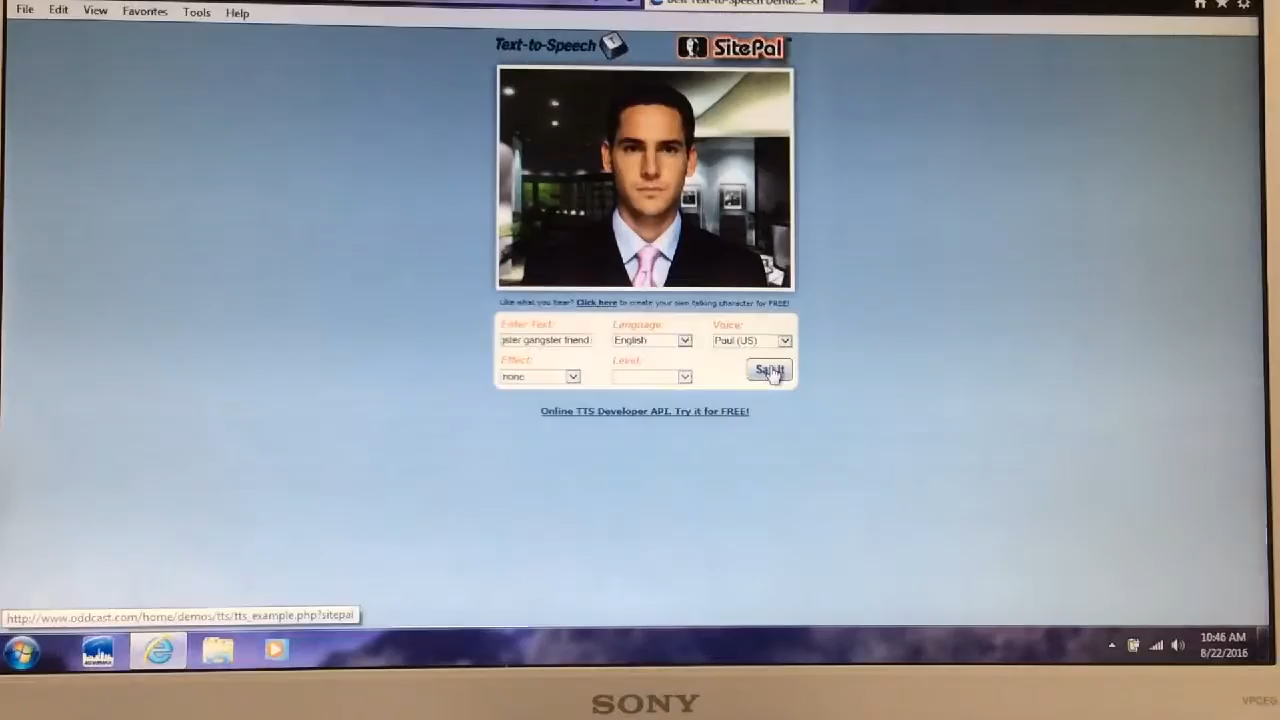 File Edit View Favorites Tools Help
Text-to-Speech
SitePal
Like what you hear? Click here to create your own talking character for FREE!
Enter Text: Language: Voice:
gster gangster friend English Paul (US)
Effect: Level:
none Say It
Online TTS Developer API. Try it for FREE!
http://www.oddcast.com/home/demos/tts/tts_example.php?sitepal
10:46 AM
8/22/2016
SONY